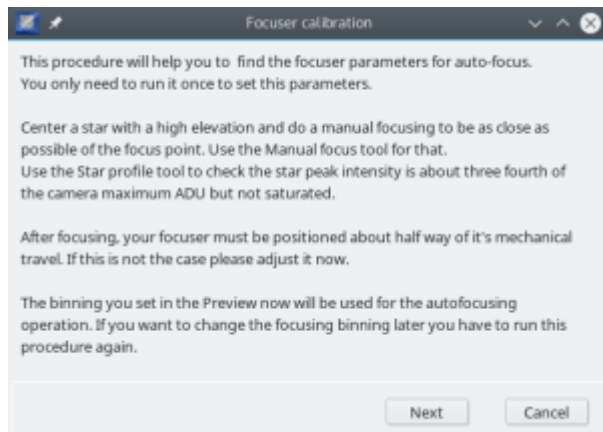 Focuser calibration
This procedure will help you to find the focuser parameters for auto-focus.
You only need to run it once to set this parameters.
Center a star with a high elevation and do a manual focusing to be as close as
possible of the focus point. Use the Manual focus tool for that.
Use the Star profile tool to check the star peak intensity is about three fourth of
the camera maximum ADU but not saturated.
After focusing, your focuser must be positioned about half way of it's mechanical
travel. If this is not the case please adjust it now.
The binning you set in the Preview now will be used for the autofocusing
operation. If you want to change the focusing binning later you have to run this
procedure again.
Next
Cancel